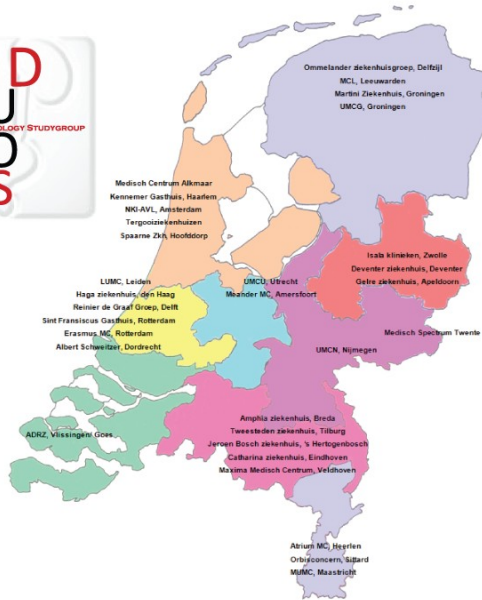 D
U
OLOGY STUDYGROUP
O
S
Ommelander ziekenhuisgroep, Delfzijl
MCL, Leeuwarden
Martini Ziekenhuis, Groningen
UMCG, Groningen
Medisch Centrum Alkmaar
Kennemer Gasthuis, Haarlem
NKI-AVL, Amsterdam
Tergooiziekenhuizen
Spaarne Zkh, Hoofddorp
Isala klinieken, Zwolle
Deventer ziekenhuis, Deventer
Gelre ziekenhuis, Apeldoorn
LUMC, Leiden
Haga ziekenhuis, den Haag
Reinier de Graaf Groep, Delft
Sint Fransiscus Gasthuis, Rotterdam
Erasmus MC, Rotterdam
Albert Schweitzer, Dordrecht
UMCU, Utrecht
Meander MC, Amersfoort
Medisch Spectrum Twente
UMCN, Nijmegen
ADRZ, Vlissingen/ Goes
Amphia ziekenhuis, Breda
Tweesteden ziekenhuis, Tilburg
Jeroen Bosch ziekenhuis, 's Hertogenbosch
Catharina ziekenhuis, Eindhoven
Maxima Medisch Centrum, Veldhoven
Atrium MC, Heerlen
Orbisconcern, Sittard
MUMC, Maastricht